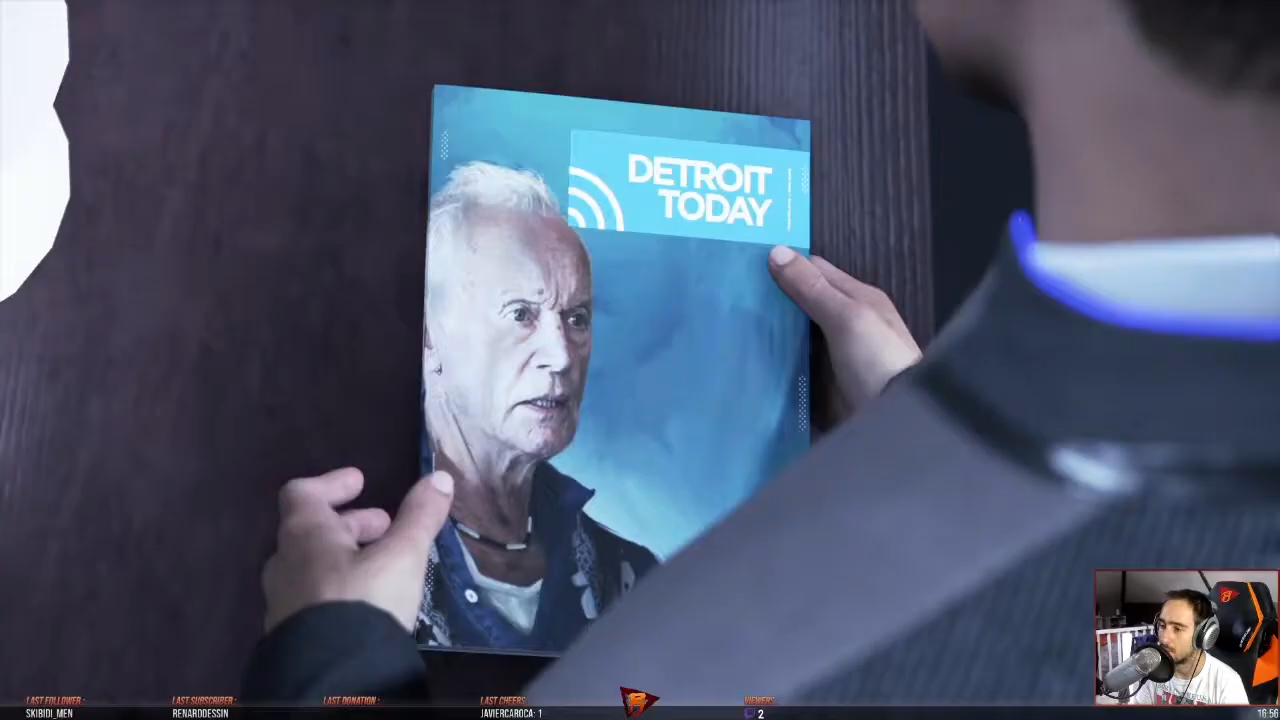 DETROIT
TODAY
LAST FOLLOWER :
SKIBIDI_MEN
LAST SUBSCRIBER :
RENARDDESSIN
LAST DONATION :
LAST CHEERS
JAVIERCAROCA: 1
VIEWERS
2
16:56